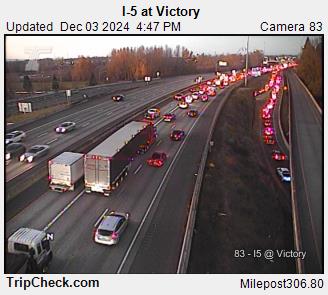 I-5 at Victory
Updated Dec 03 2024 4:47 PM Camera 83
N
83 - I5 @ Victory
TripCheck.com Milepost306.80